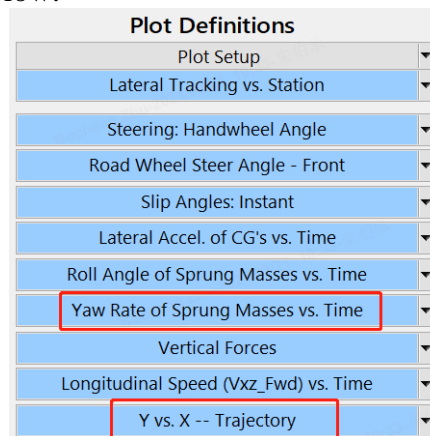 Plot Definitions
Plot Setup
Lateral Tracking vs. Station
Steering: Handwheel Angle
Road Wheel Steer Angle - Front
Slip Angles: Instant
Lateral Accel. of CG's vs. Time
Roll Angle of Sprung Masses vs. Time
Yaw Rate of Sprung Masses vs. Time
Vertical Forces
Longitudinal Speed (Vxz_Fwd) vs. Time
Y vs. X -- Trajectory